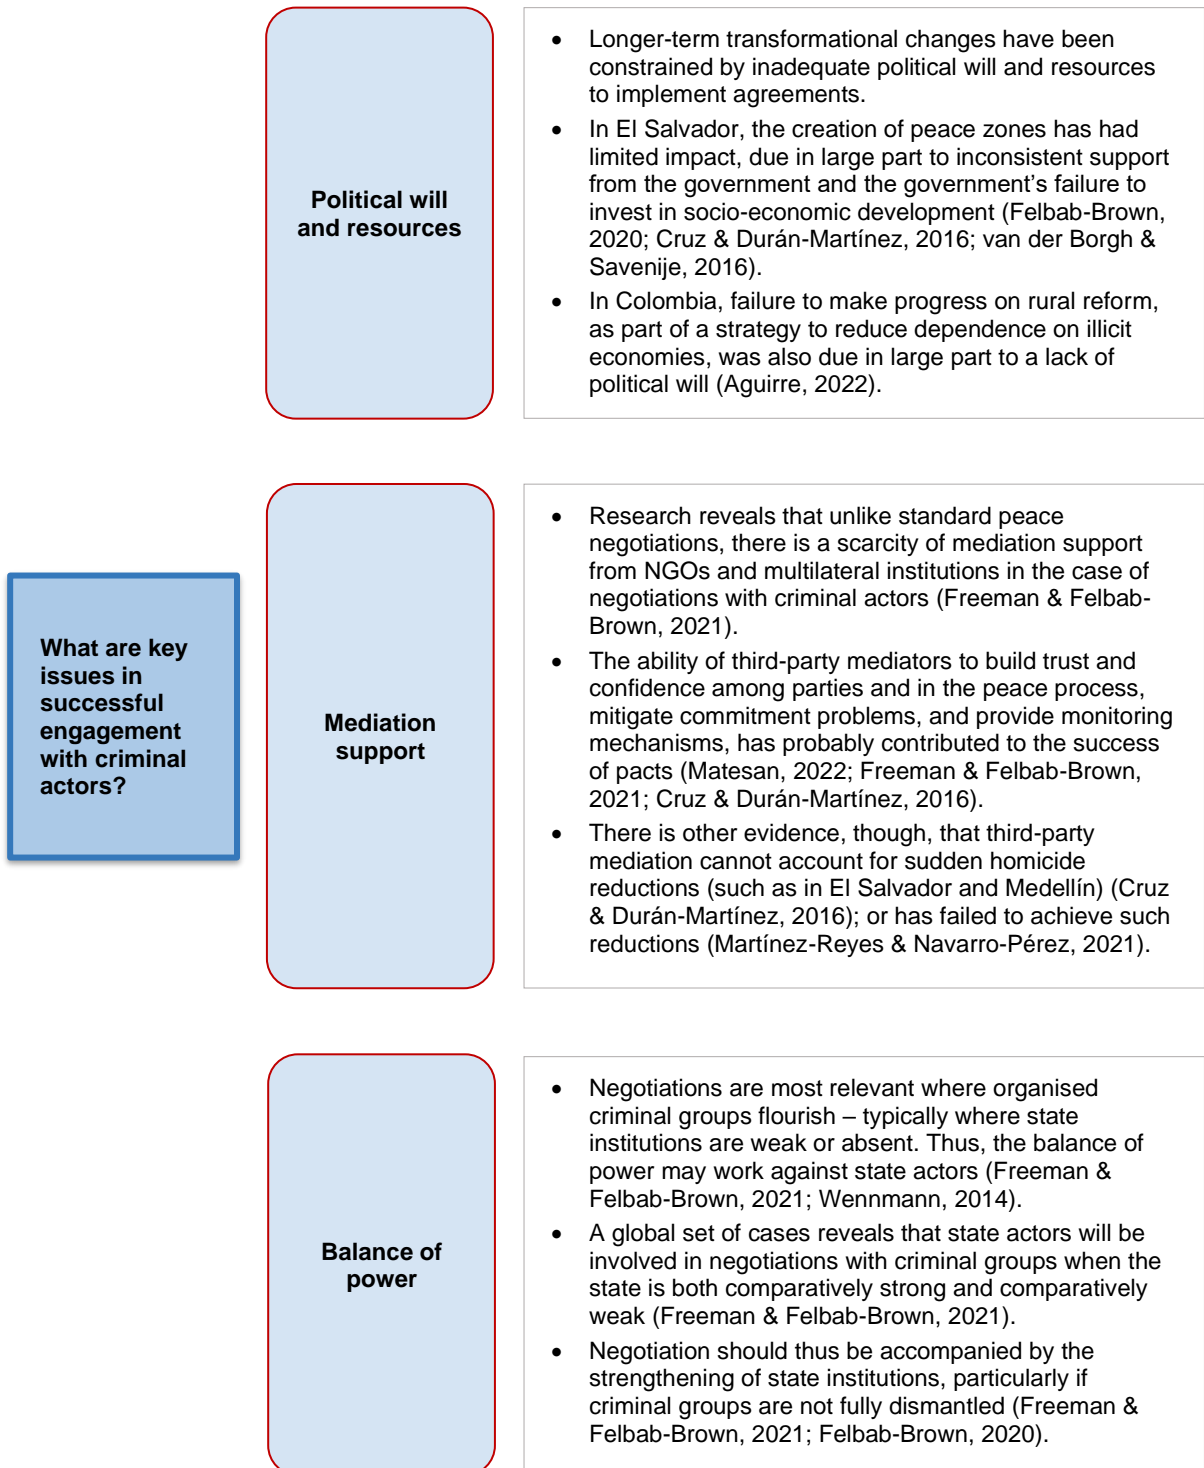 Political will
and resources
• Longer-term transformational changes have been
constrained by inadequate political will and resources
to implement agreements.
• In El Salvador, the creation of peace zones has had
limited impact, due in large part to inconsistent support
from the government and the government’s failure to
invest in socio-economic development (Felbab-Brown,
2020; Cruz & Durán-Martínez, 2016; van der Borgh &
Savenije, 2016).
• In Colombia, failure to make progress on rural reform,
as part of a strategy to reduce dependence on illicit
economies, was also due in large part to a lack of
political will (Aguirre, 2022).
What are key
issues in
successful
engagement
with criminal
actors?
Mediation
support
• Research reveals that unlike standard peace
negotiations, there is a scarcity of mediation support
from NGOs and multilateral institutions in the case of
negotiations with criminal actors (Freeman & Felbab-
Brown, 2021).
• The ability of third-party mediators to build trust and
confidence among parties and in the peace process,
mitigate commitment problems, and provide monitoring
mechanisms, has probably contributed to the success
of pacts (Matesan, 2022; Freeman & Felbab-Brown,
2021; Cruz & Durán-Martínez, 2016).
• There is other evidence, though, that third-party
mediation cannot account for sudden homicide
reductions (such as in El Salvador and Medellín) (Cruz
& Durán-Martínez, 2016); or has failed to achieve such
reductions (Martínez-Reyes & Navarro-Pérez, 2021).
Balance of
power
• Negotiations are most relevant where organised
criminal groups flourish – typically where state
institutions are weak or absent. Thus, the balance of
power may work against state actors (Freeman &
Felbab-Brown, 2021; Wennmann, 2014).
• A global set of cases reveals that state actors will be
involved in negotiations with criminal groups when the
state is both comparatively strong and comparatively
weak (Freeman & Felbab-Brown, 2021).
• Negotiation should thus be accompanied by the
strengthening of state institutions, particularly if
criminal groups are not fully dismantled (Freeman &
Felbab-Brown, 2021; Felbab-Brown, 2020).